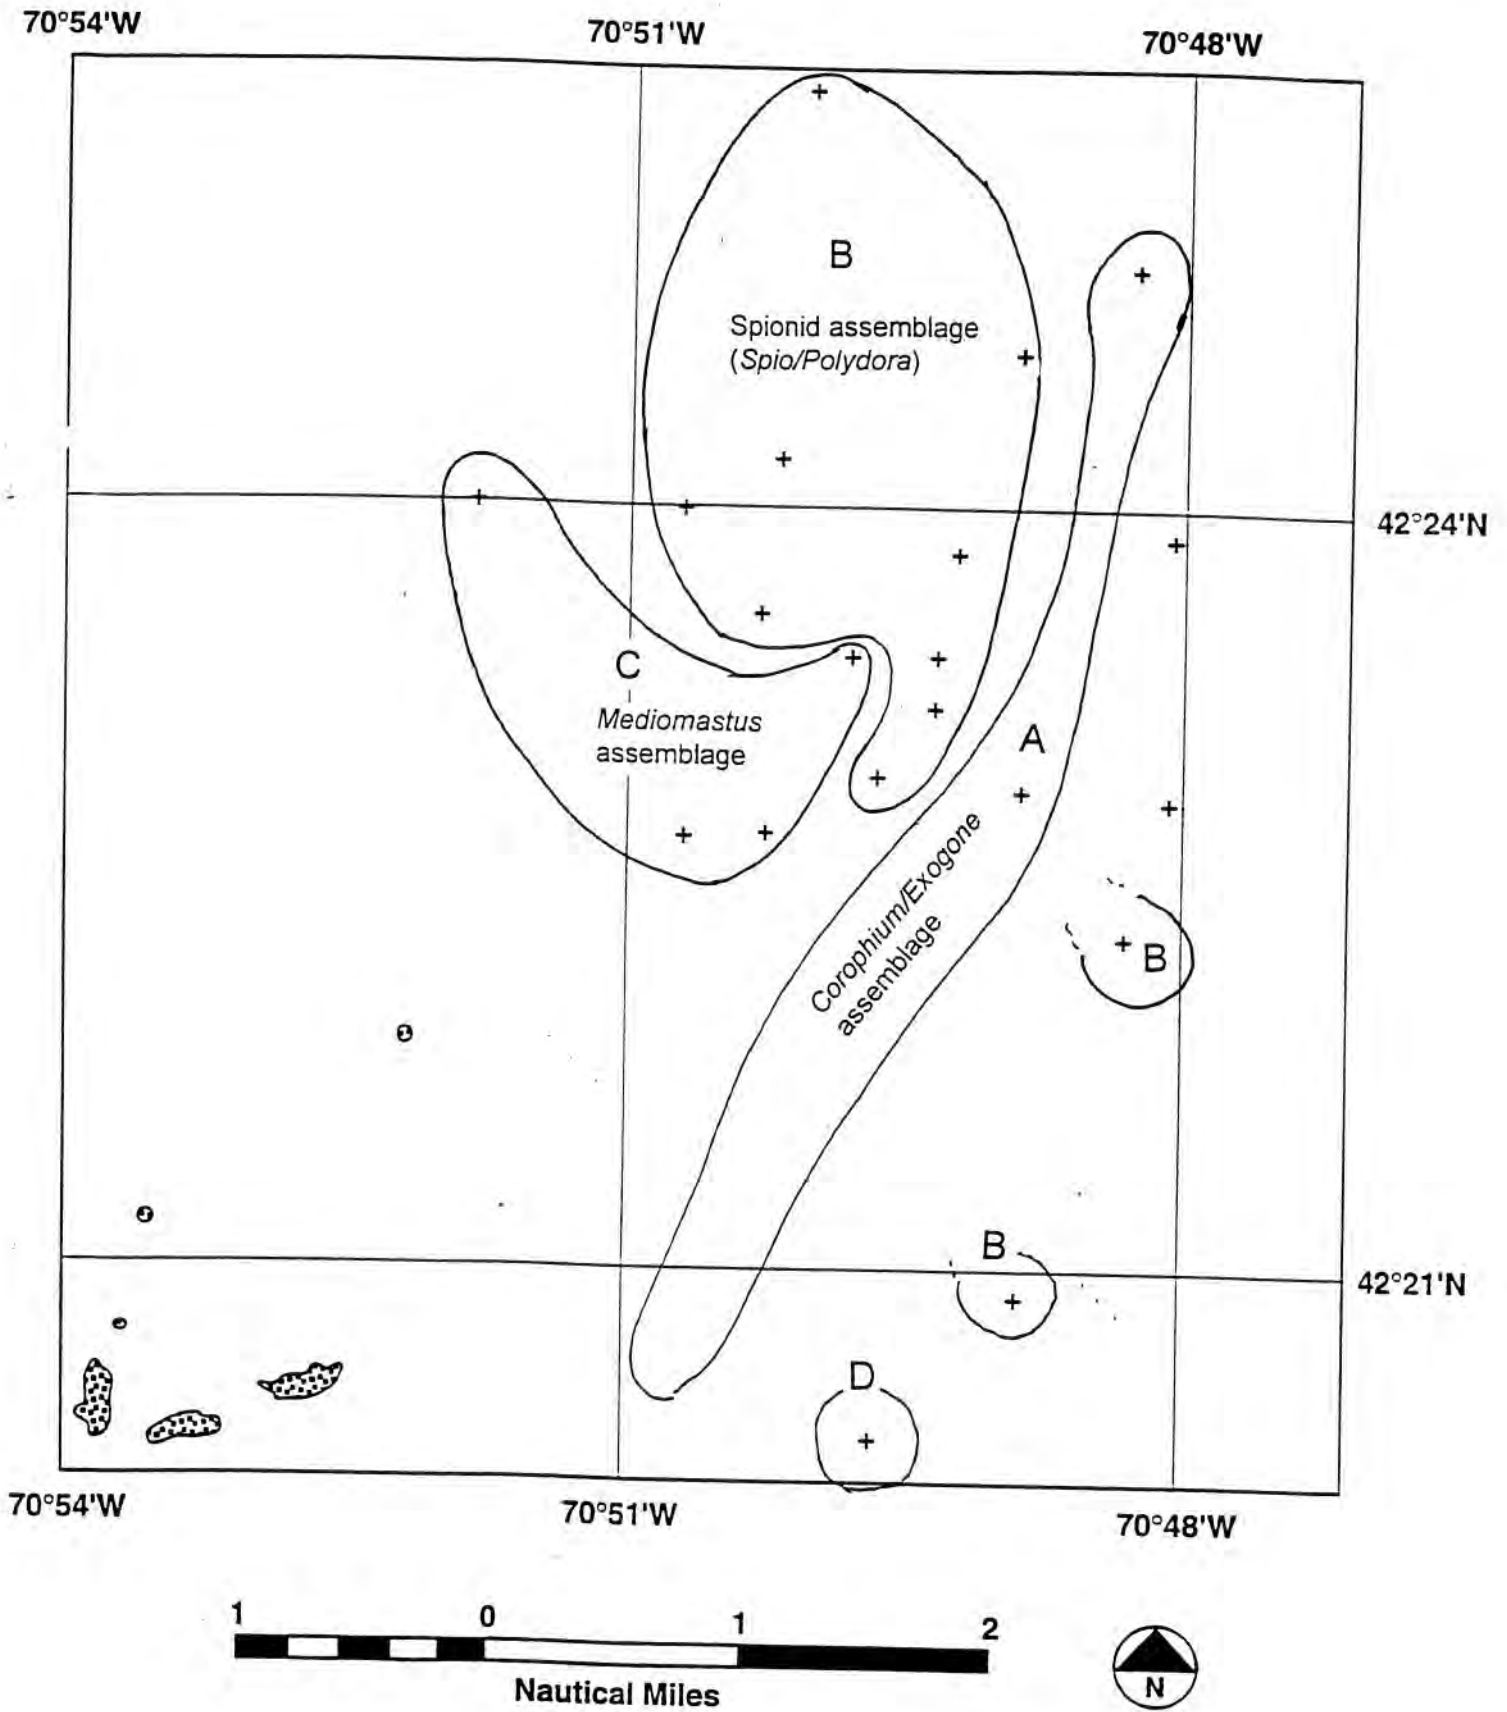 70°54'W
70°51'W
70°48'W
B
Spionid assemblage
(Spio/Polydora)
42°24'N
C
Mediomastus
assemblage
A
Corophium/Exogone
assemblage
B
B
42°21'N
D
70°54'W
70°51'W
70°48'W
1 0 1 2
Nautical Miles
N